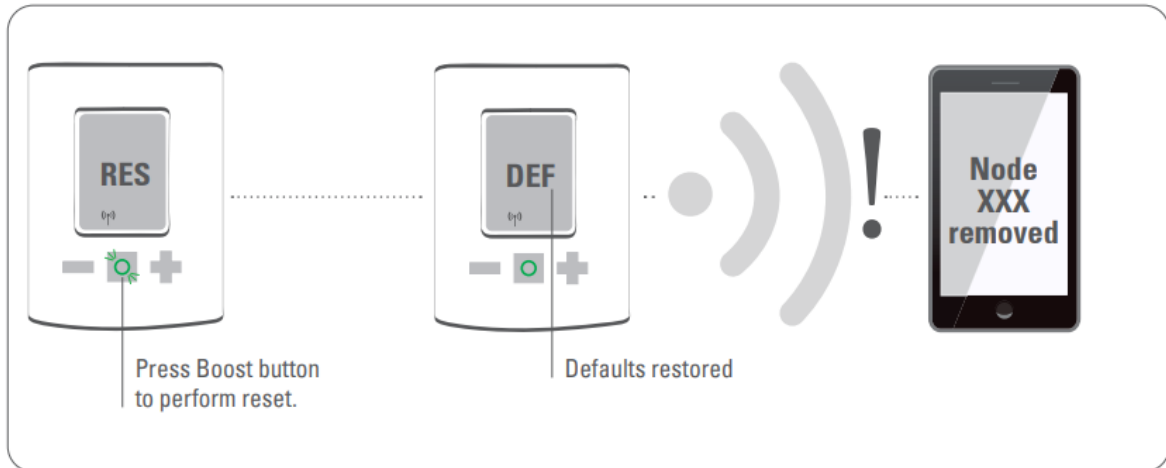 RES
DEF
Node
XXX
removed
Press Boost button
to perform reset.
Defaults restored